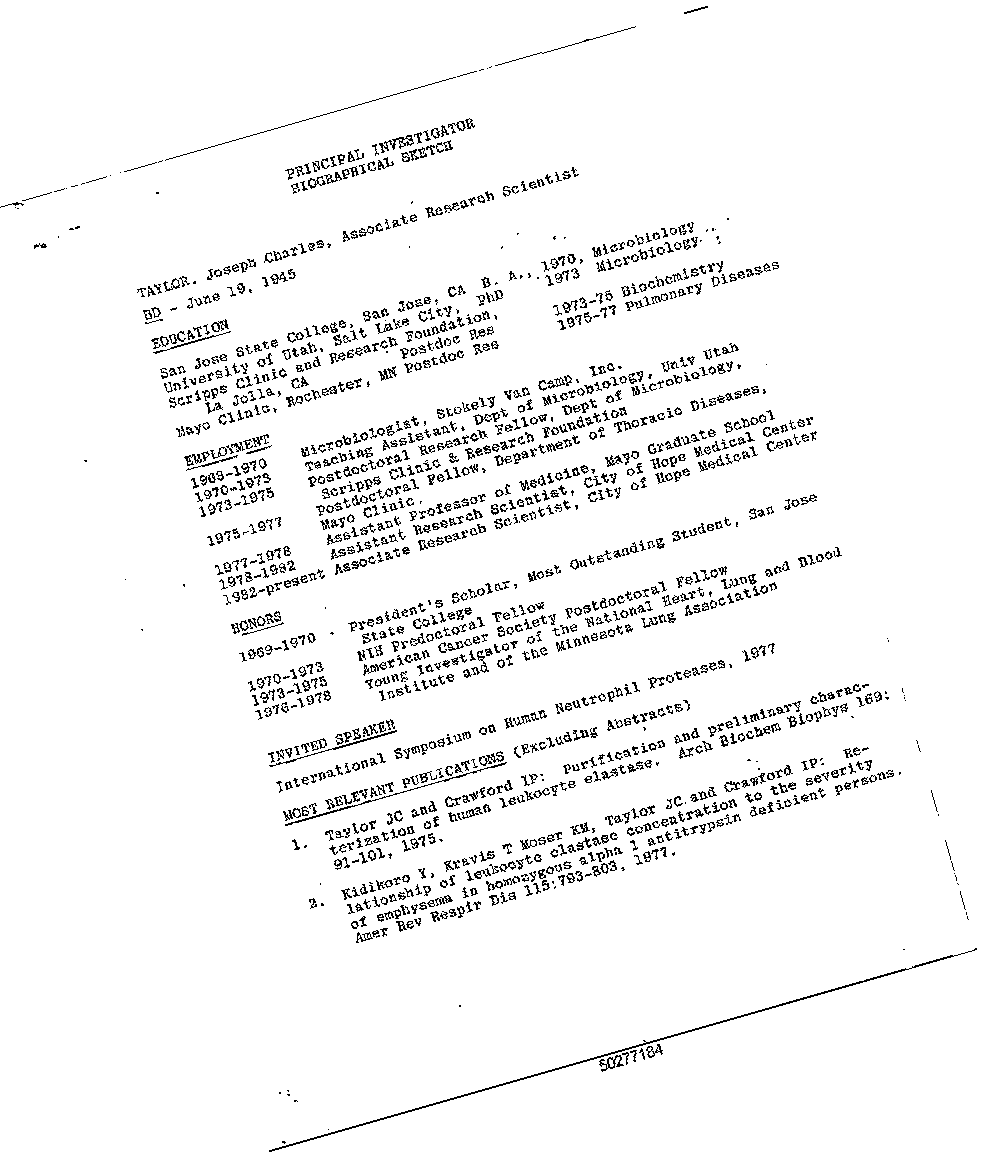 PRINCIPAL INVESTIGATOR
BIOGRAPHICAL SKETCH
TAYLOR. Joseph Charles, Associate Research Scientist
BD - June 19, 1945
EDUCATION
San Jose State College, San Jose, CA B. A., 1970, Microbiology
University of Utah, Salt Lake City, PhD 1973 Microbiology
Scripps Clinic and Research Foundation,
La Jolla, CA Postdoc Res 1973-75 Biochemistry
Mayo Clinic, Rochester, MN Postdoc Res 1975-77 Pulmonary Diseases
EMPLOYMENT
1969-1970 Microbiologist, Stokely Van Camp, Inc.
1970-1973 Teaching Assistant, Dept of Microbiology, Univ Utah
1973-1975 Postdoctoral Research Fellow, Dept of Microbiology,
Scripps Clinic & Research Foundation
1975-1977 Postdoctoral Fellow, Department of Thoracic Diseases,
Mayo Clinic.
1977-1978 Assistant Professor of Medicine, Mayo Graduate School
1978-1982 Assistant Research Scientist, City of Hope Medical Center
1982-present Associate Research Scientist, City of Hope Medical Center
HONORS
1969-1970 President's Scholar, Most Outstanding Student, San Jose
State College
1970-1973 NIH Predoctoral Fellow
1973-1975 American Cancer Society Postdoctoral Fellow
1976-1978 Young Investigator of the National Heart, Lung and Blood
Institute and of the Minnesota Lung Association
INVITED SPEAKER
International Symposium on Human Neutrophil Proteases, 1977
MOST RELEVANT PUBLICATIONS (Excluding Abstracts)
1. Taylor JC and Crawford IP: Purification and preliminary charac-
terization of human leukocyte elastase. Arch Biochem Biophys 169:
91-101, 1975.
2. Kidikoro Y, Kravis T Moser KM, Taylor JC and Crawford IP: Re-
lationship of leukocyte elastase concentration to the severity
of emphysema in homozygous alpha 1 antitrypsin deficient persons.
Amer Rev Respir Dis 115:793-803, 1977.
50277184